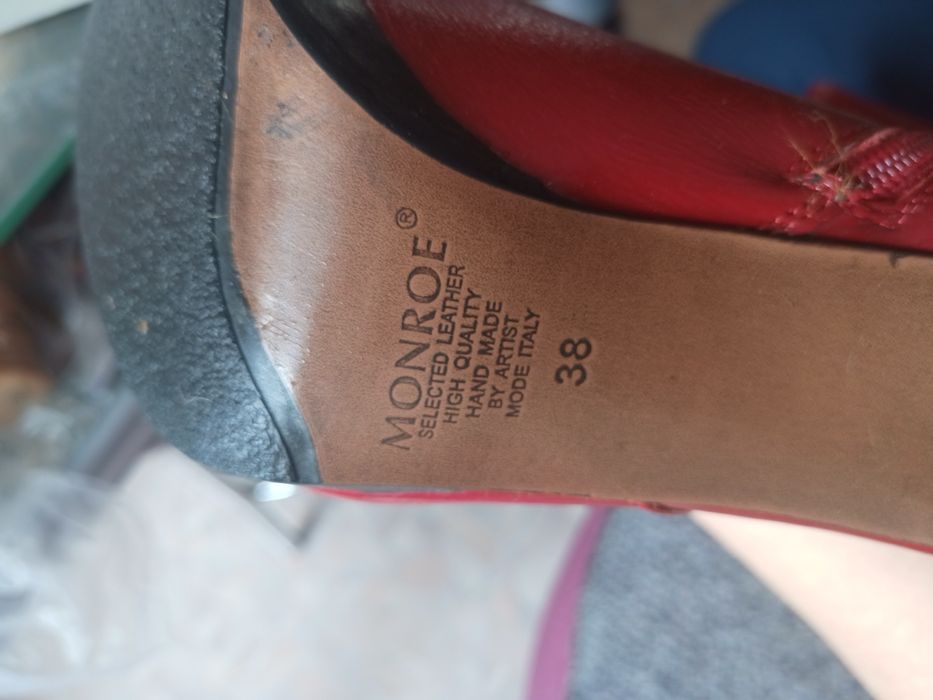 MONROE®
SELECTED LEATHER
HIGH QUALITY
HAND MADE
BY ARTIST
MODE ITALY
38